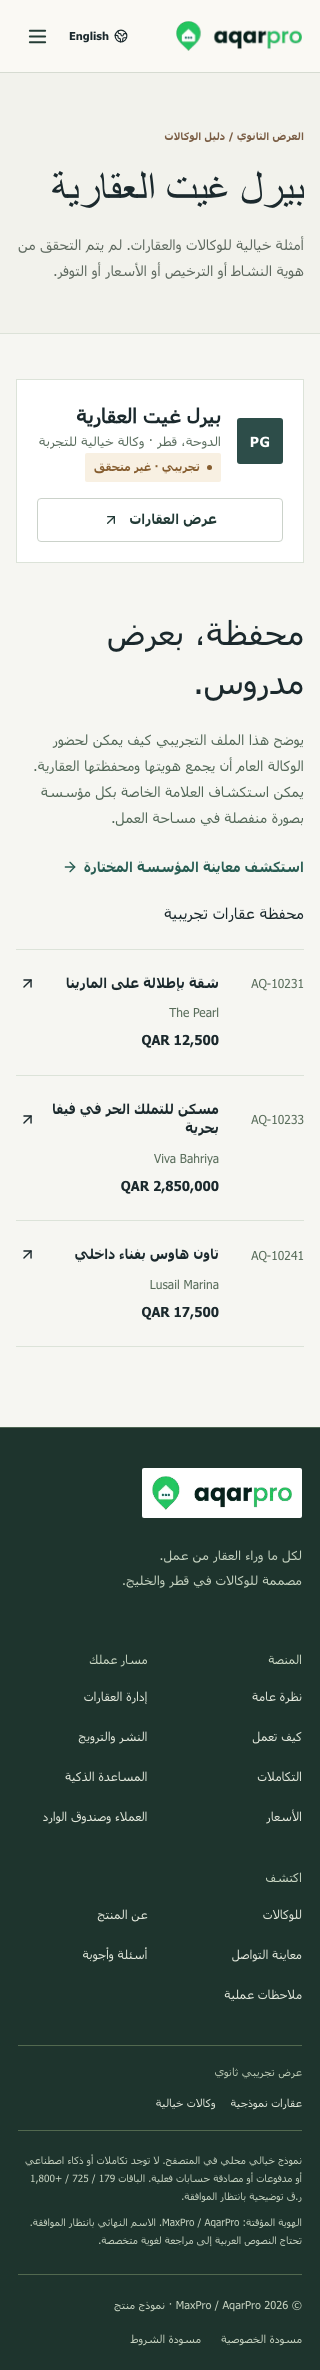 aqarpro
English
العرض الثانوي / دليل الوكالات
بيرل غيت العقارية
أمثلة خيالية للوكالات والعقارات. لم يتم التحقق من
هوية النشاط أو الترخيص أو الأسعار أو التوفر.
PG
بيرل غيت العقارية
الدوحة، قطر · وكالة خيالية للتجربة
تجريبي · غير متحقق
عرض العقارات
محفظة، بعرض
مدروس.
يوضح هذا الملف التجريبي كيف يمكن لحضور
الوكالة العام أن يجمع هويتها ومحفظتها العقارية.
يمكن استكشاف العلامة الخاصة بكل مؤسسة
بصورة منفصلة في مساحة العمل.
استكشف معاينة المؤسسة المختارة
محفظة عقارات تجريبية
AQ-10231
شقة بإطلالة على المارينا
The Pearl
QAR 12,500
AQ-10233
مسكن للتملك الحر في فيفا
بحرية
Viva Bahriya
QAR 2,850,000
AQ-10241
تاون هاوس بفناء داخلي
Lusail Marina
QAR 17,500
aqarpro
لكل ما وراء العقار من عمل.
مصممة للوكالات في قطر والخليج.
المنصة
نظرة عامة
كيف تعمل
التكاملات
الأسعار
مسار عملك
إدارة العقارات
النشر والترويج
المساعدة الذكية
العملاء وصندوق الوارد
اكتشف
للوكالات
عن المنتج
معاينة التواصل
أسئلة وأجوبة
ملاحظات عملية
عرض تجريبي ثانوي
عقارات نموذجية
وكالات خيالية
نموذج خيالي محلي في المتصفح. لا توجد تكاملات أو ذكاء اصطناعي
أو مدفوعات أو مصادقة حسابات فعلية. الباقات 179 / 725 / +1,800
ر.ق توضيحية بانتظار الموافقة.
الهوية المؤقتة: MaxPro / AqarPro. الاسم النهائي بانتظار الموافقة.
تحتاج النصوص العربية إلى مراجعة لغوية متخصصة.
© 2026 MaxPro / AqarPro · نموذج منتج
مسودة الخصوصية
مسودة الشروط